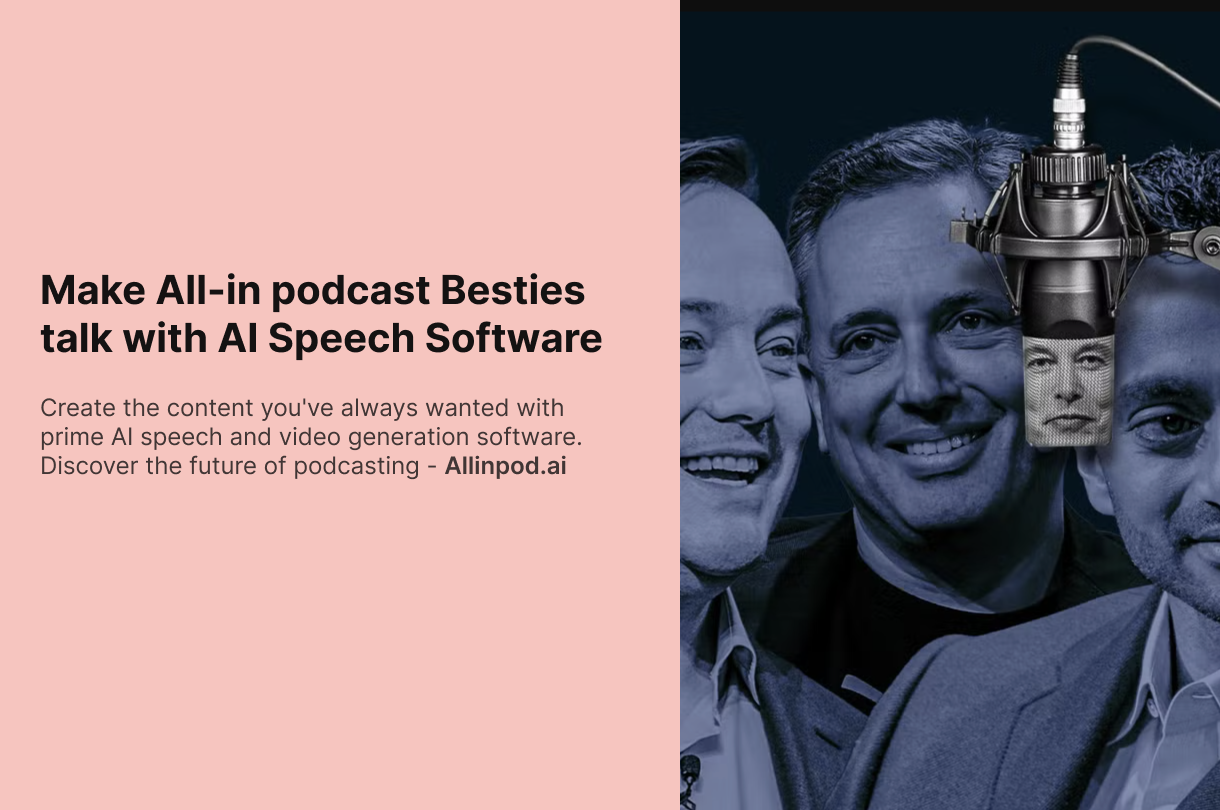 Make All-in podcast Besties
talk with AI Speech Software
Create the content you've always wanted with
prime AI speech and video generation software.
Discover the future of podcasting - Allinpod.ai